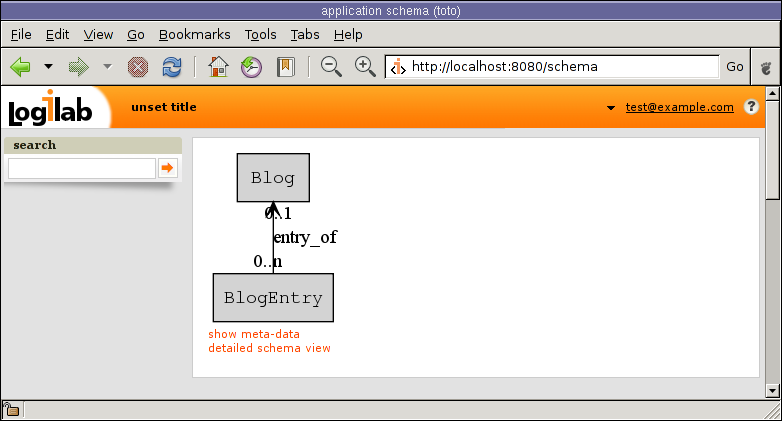 application schema (toto)
File Edit View Go Bookmarks Tools Tabs Help
http://localhost:8080/schema Go
Logilab unset title test@example.com ?
search
Blog
0..1
entry_of
0..n
BlogEntry
show meta-data
detailed schema view